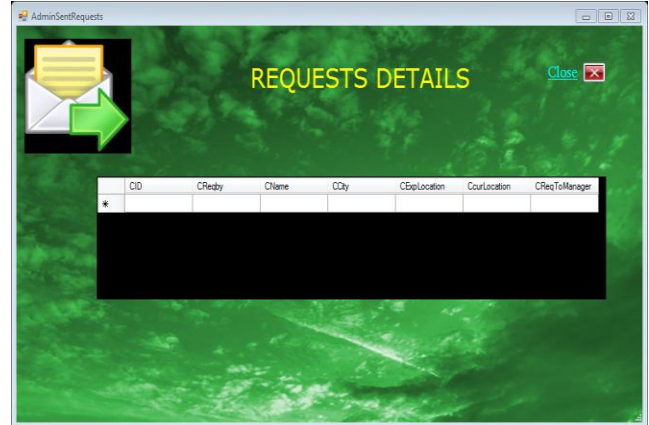 AdminSentRequests
REQUESTS DETAILS
Close
CID CReqby CName CCity CExpLocation CcurLocation CReqToManager